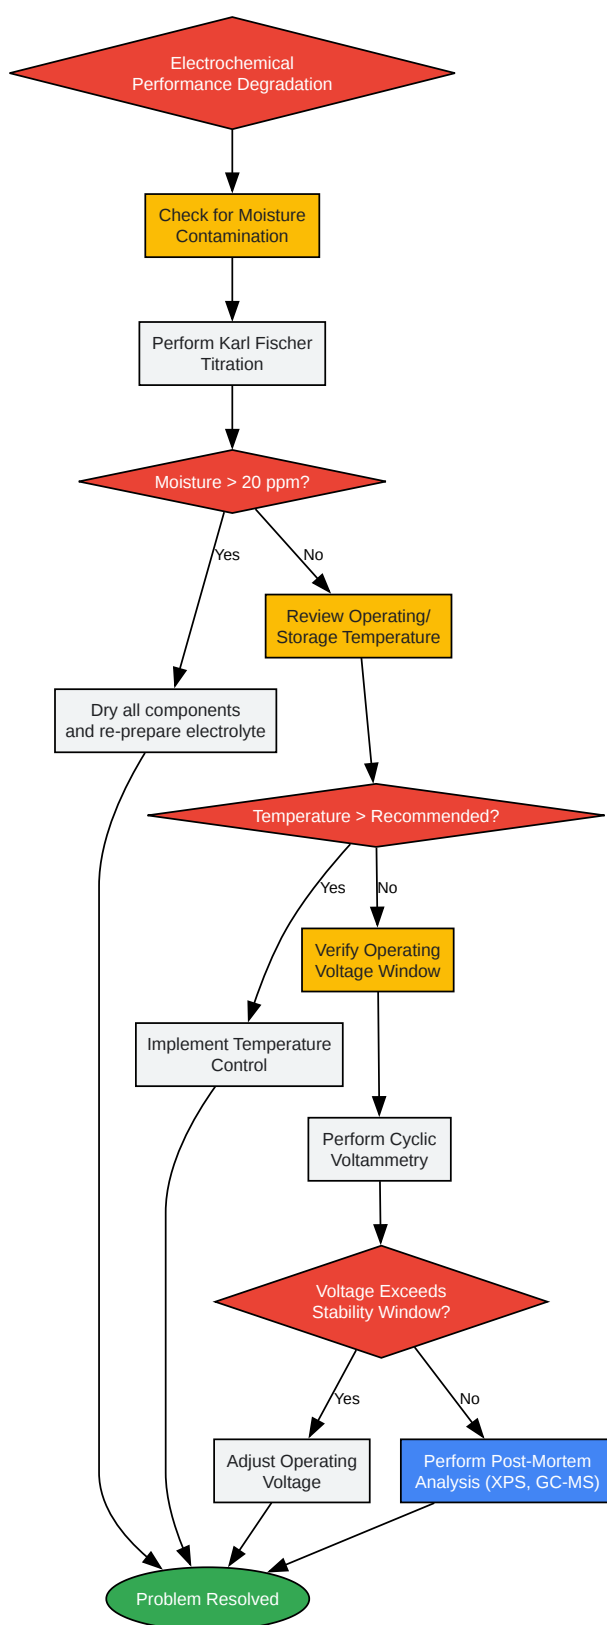 Electrochemical
Performance Degradation
Check for Moisture
Contamination
Perform Karl Fischer
Titration
Moisture > 20 ppm?
Yes
No
Review Operating/
Storage Temperature
Dry all components
and re-prepare electrolyte
Temperature > Recommended?
Yes
No
Verify Operating
Voltage Window
Implement Temperature
Control
Perform Cyclic
Voltammetry
Voltage Exceeds
Stability Window?
Yes
No
Adjust Operating
Voltage
Perform Post-Mortem
Analysis (XPS, GC-MS)
Problem Resolved